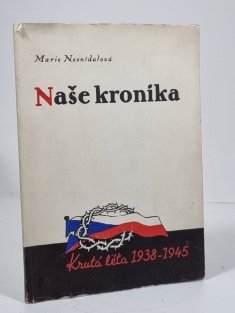 Marie Nesnídalová
Naše kronika
Krutá léta 1938-1945